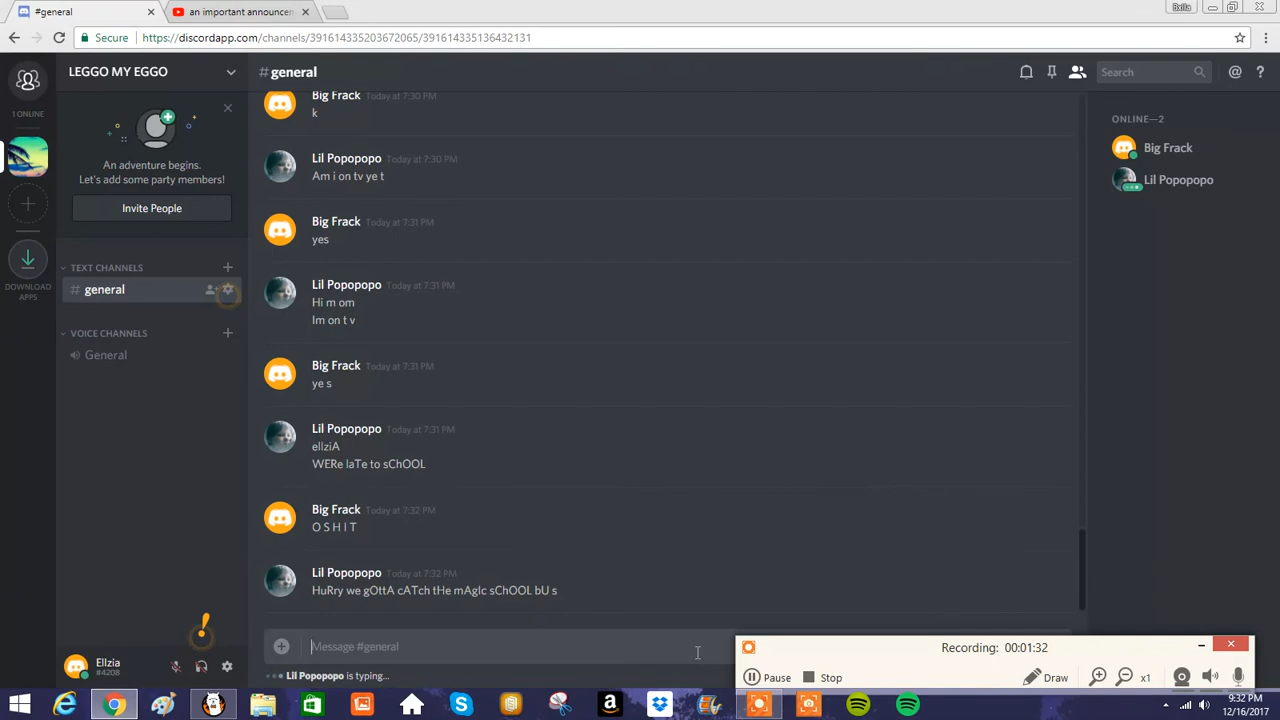 #general
an important announcem
Bella
Secure
https://discordapp.com/channels/391614335203672065/391614335136432131
LEGGO MY EGGO
#general
Search
1 ONLINE
An adventure begins.
Let's add some party members!
Invite People
DOWNLOAD
APPS
TEXT CHANNELS
# general
VOICE CHANNELS
General
Big Frack Today at 7:30 PM
k
Lil Popopopo Today at 7:30 PM
Am i on tv ye t
Big Frack Today at 7:31 PM
yes
Lil Popopopo Today at 7:31 PM
Hi m om
Im on t v
Big Frack Today at 7:31 PM
ye s
Lil Popopopo Today at 7:31 PM
ellziA
WERe laTe to sChOOL
Big Frack Today at 7:32 PM
O S H I T
Lil Popopopo Today at 7:32 PM
HuRry we gOttA cATch tHe mAgIc sChOOL bU s
Message #general
Lil Popopopo is typing...
ONLINE—2
Big Frack
Lil Popopopo
Ellzia
#4208
Recording: 00:01:32
Pause
Stop
Draw
x1
9:32 PM
12/16/2017